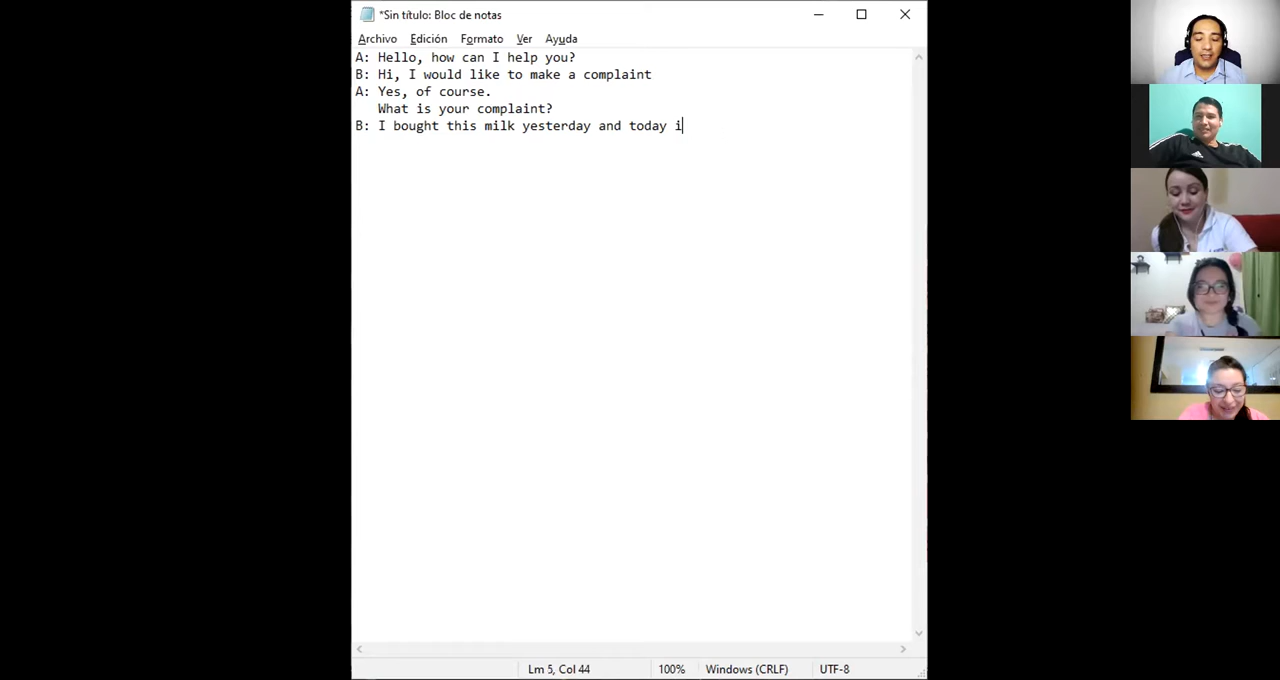 *Sin título: Bloc de notas
Archivo Edición Formato Ver Ayuda
A: Hello, how can I help you?
B: Hi, I would like to make a complaint
A: Yes, of course.
What is your complaint?
B: I bought this milk yesterday and today i
Lm 5, Col 44 100% Windows (CRLF) UTF-8